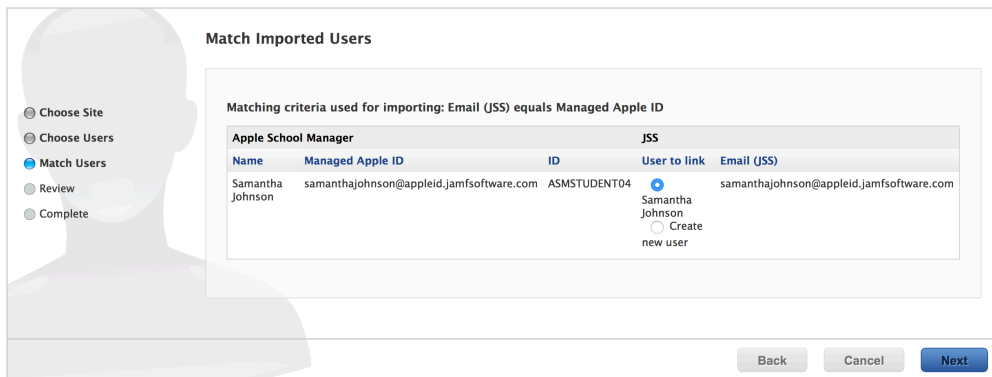 Match Imported Users
Choose Site
Choose Users
Match Users
Review
Complete
Matching criteria used for importing: Email (JSS) equals Managed Apple ID
Apple School Manager JSS
Name Managed Apple ID ID User to link Email (JSS)
Samantha samanthajohnson@appleid.jamfsoftware.com ASMSTUDENT04 samanthajohnson@appleid.jamfsoftware.com
Johnson Samantha
Johnson
Create
new user
Back Cancel Next